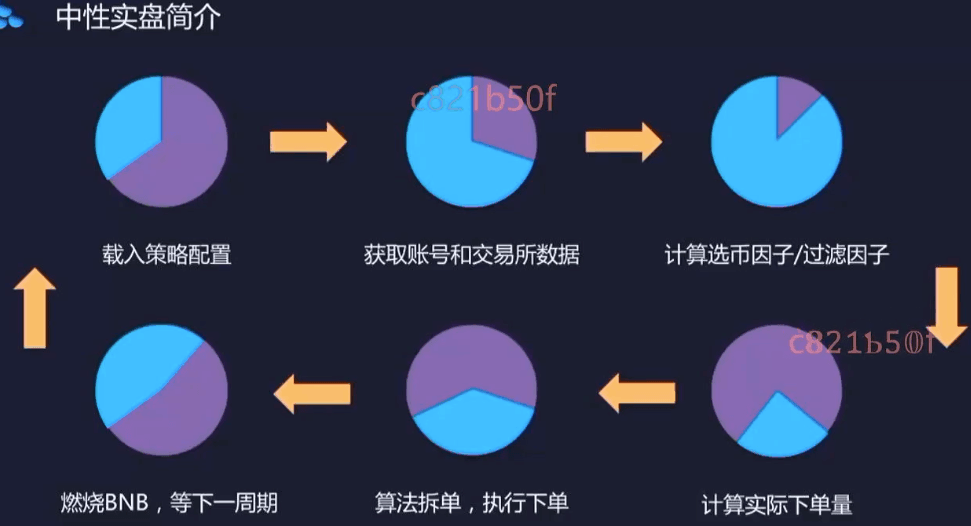 中性实盘简介
c821b50f
载入策略配置
获取账号和交易所数据
计算选币因子/过滤因子
c821b50f
燃烧BNB，等下一周期
算法拆单，执行下单
计算实际下单量